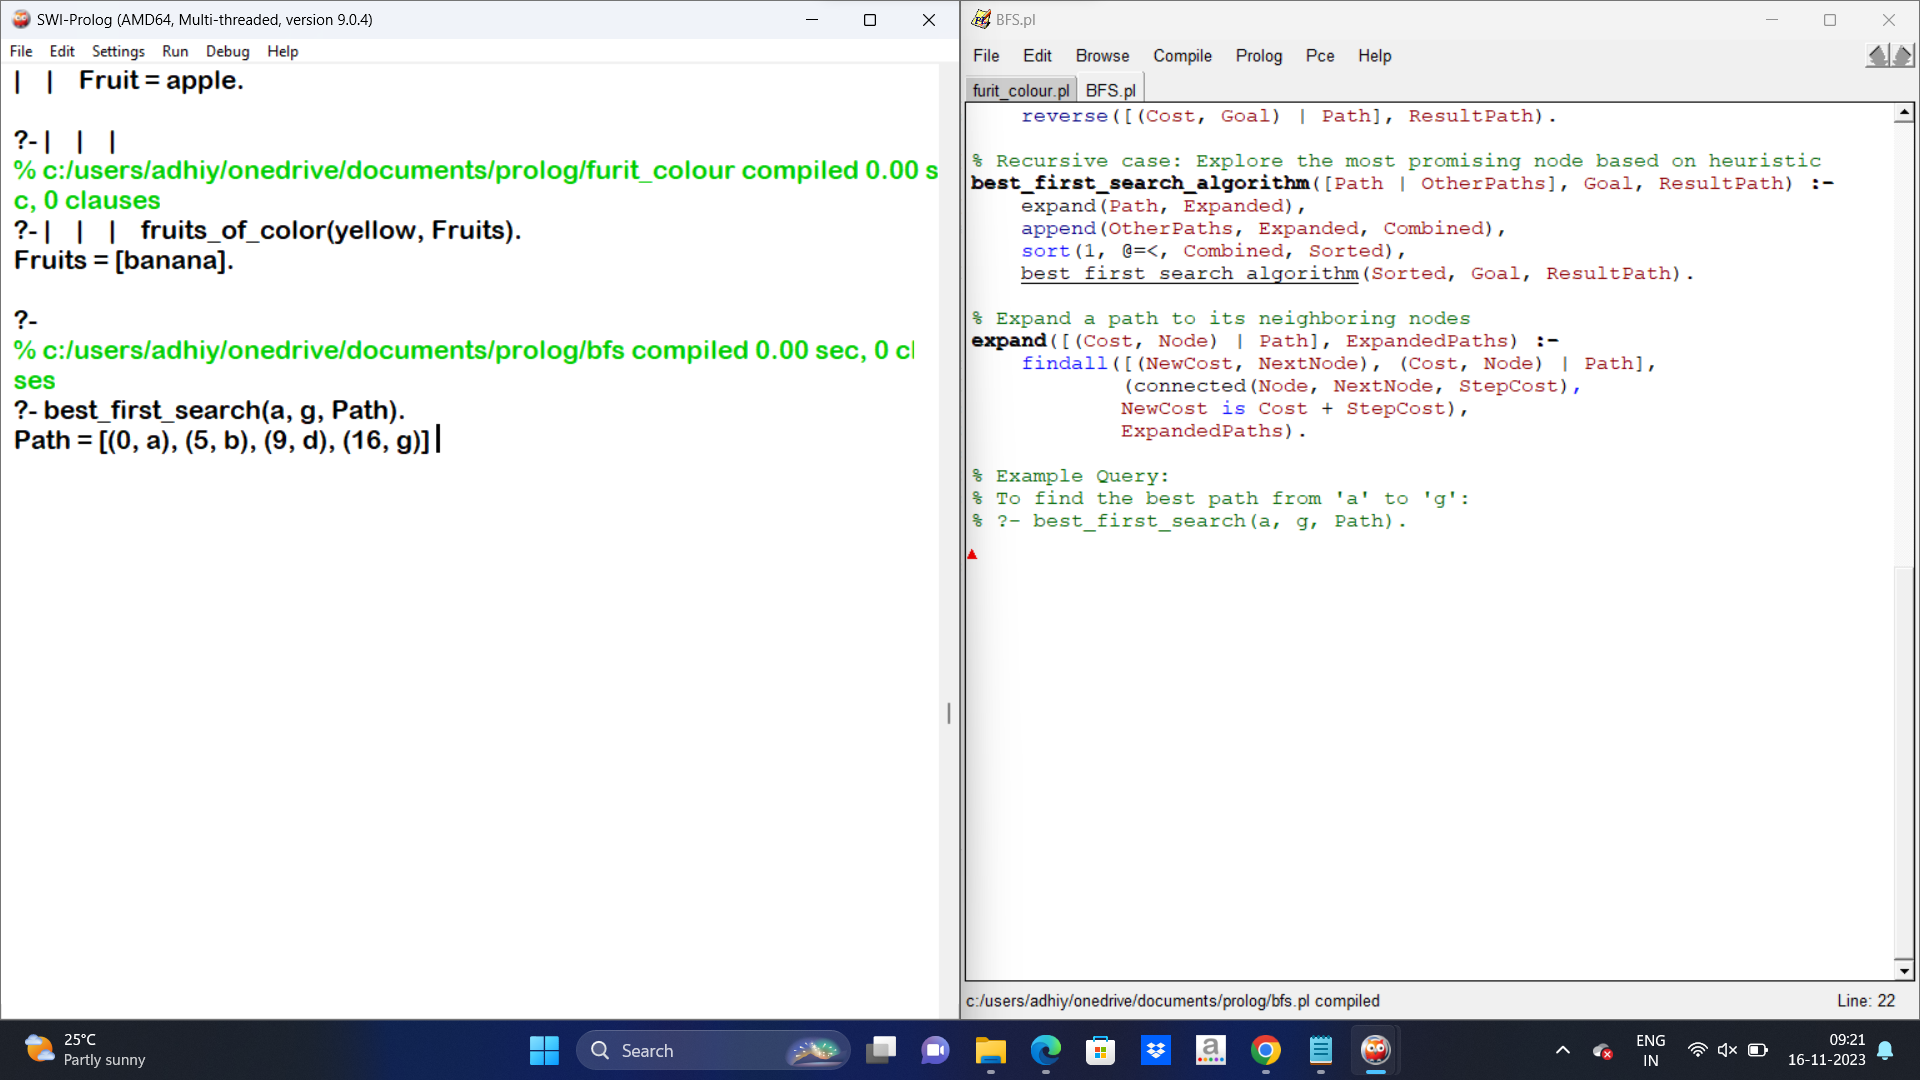 SWI-Prolog (AMD64, Multi-threaded, version 9.0.4)
File Edit Settings Run Debug Help
| | Fruit = apple.
?- | | |
% c:/users/adhiy/onedrive/documents/prolog/furit_colour compiled 0.00 s
c, 0 clauses
?- | | | fruits_of_color(yellow, Fruits).
Fruits = [banana].
?-
% c:/users/adhiy/onedrive/documents/prolog/bfs compiled 0.00 sec, 0 cl
ses
?- best_first_search(a, g, Path).
Path = [(0, a), (5, b), (9, d), (16, g)]
BFS.pl
File Edit Browse Compile Prolog Pce Help
furit_colour.pl BFS.pl
reverse([(Cost, Goal) | Path], ResultPath).
% Recursive case: Explore the most promising node based on heuristic
best_first_search_algorithm([Path | OtherPaths], Goal, ResultPath) :-
expand(Path, Expanded),
append(OtherPaths, Expanded, Combined),
sort(1, @=<, Combined, Sorted),
best_first_search_algorithm(Sorted, Goal, ResultPath).
% Expand a path to its neighboring nodes
expand([(Cost, Node) | Path], ExpandedPaths) :-
findall([(NewCost, NextNode), (Cost, Node) | Path],
(connected(Node, NextNode, StepCost),
NewCost is Cost + StepCost),
ExpandedPaths).
% Example Query:
% To find the best path from 'a' to 'g':
% ?- best_first_search(a, g, Path).
c:/users/adhiy/onedrive/documents/prolog/bfs.pl compiled
Line: 22
25°C
Partly sunny
Search
ENG
IN
09:21
16-11-2023